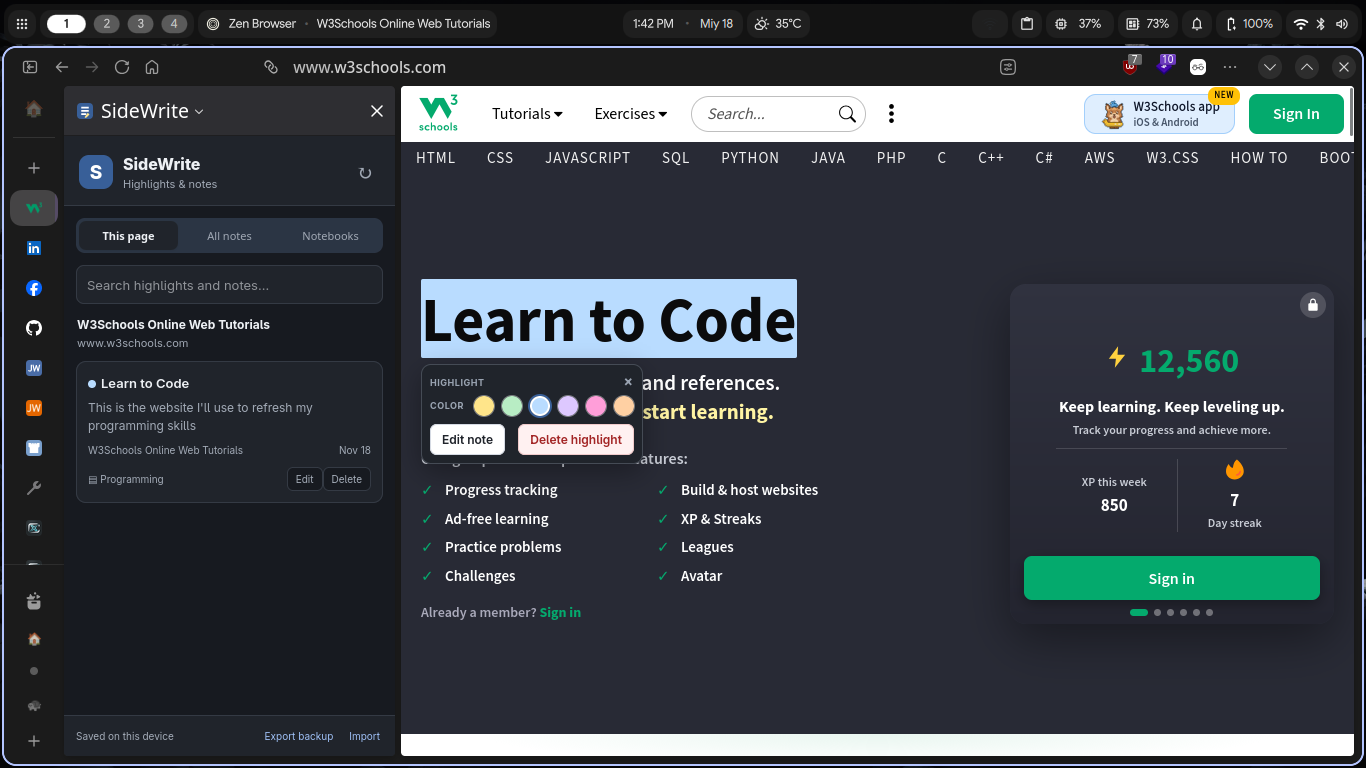 1 2 3 4 Zen Browser • W3Schools Online Web Tutorials 1:42 PM • Miy 18 35°C 37% 73% 100%
www.w3schools.com 7 10
SideWrite
S SideWrite
Highlights & notes
This page All notes Notebooks
Search highlights and notes...
W3Schools Online Web Tutorials
www.w3schools.com
Learn to Code
This is the website I'll use to refresh my
programming skills
W3Schools Online Web Tutorials Nov 18
Programming Edit Delete
Saved on this device Export backup Import
in
JW
JW
W3 schools Tutorials Exercises Search... W3Schools app iOS & Android NEW Sign In
HTML CSS JAVASCRIPT SQL PYTHON JAVA PHP C C++ C# AWS W3.CSS HOW TO BOOT
Learn to Code
and references.
start learning.
HIGHLIGHT ×
COLOR
Edit note Delete highlight
atures:
✓ Progress tracking ✓ Build & host websites
✓ Ad-free learning ✓ XP & Streaks
✓ Practice problems ✓ Leagues
✓ Challenges ✓ Avatar
Already a member? Sign in
12,560
Keep learning. Keep leveling up.
Track your progress and achieve more.
XP this week
850
7
Day streak
Sign in